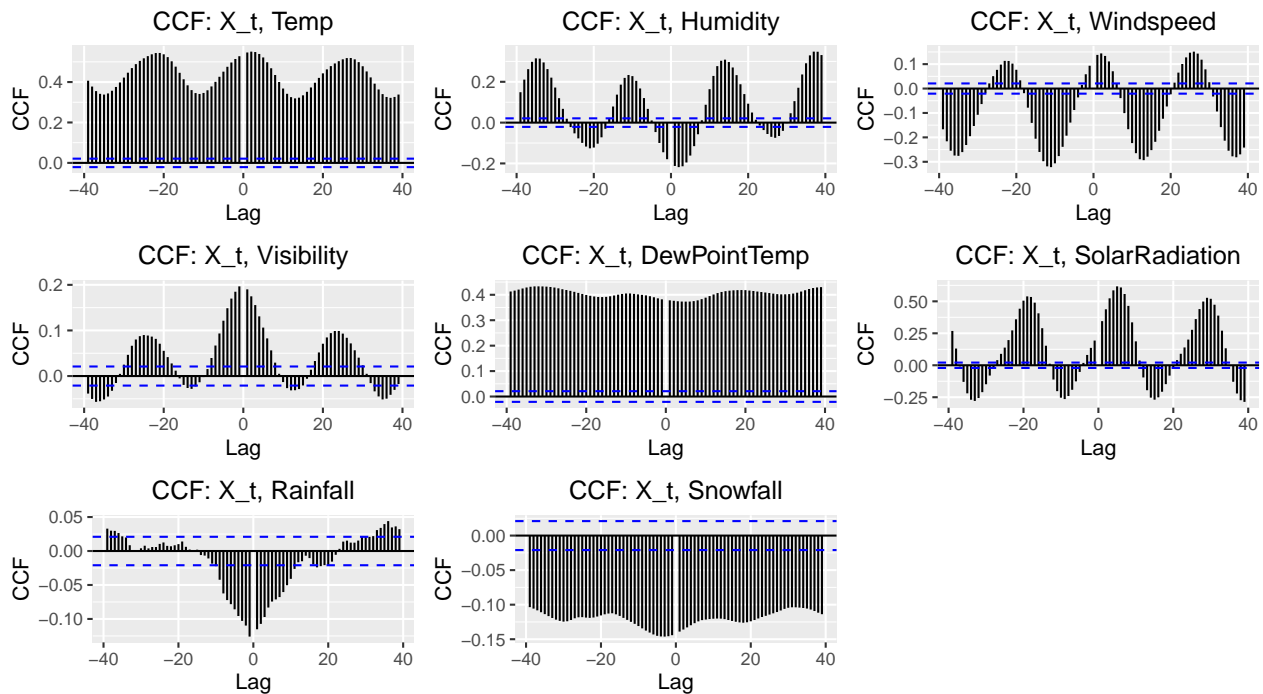 CCF: X_t, Temp
CCF
0.4
0.2
0.0
−40 −20 0 20 40
Lag
CCF: X_t, Humidity
CCF
0.2
0.0
−0.2
−40 −20 0 20 40
Lag
CCF: X_t, Windspeed
CCF
0.1
0.0
−0.1
−0.2
−0.3
−40 −20 0 20 40
Lag
CCF: X_t, Visibility
CCF
0.2
0.1
0.0
−40 −20 0 20 40
Lag
CCF: X_t, DewPointTemp
CCF
0.4
0.3
0.2
0.1
0.0
−40 −20 0 20 40
Lag
CCF: X_t, SolarRadiation
CCF
0.50
0.25
0.00
−0.25
−40 −20 0 20 40
Lag
CCF: X_t, Rainfall
CCF
0.05
0.00
−0.05
−0.10
−40 −20 0 20 40
Lag
CCF: X_t, Snowfall
CCF
0.00
−0.05
−0.10
−0.15
−40 −20 0 20 40
Lag